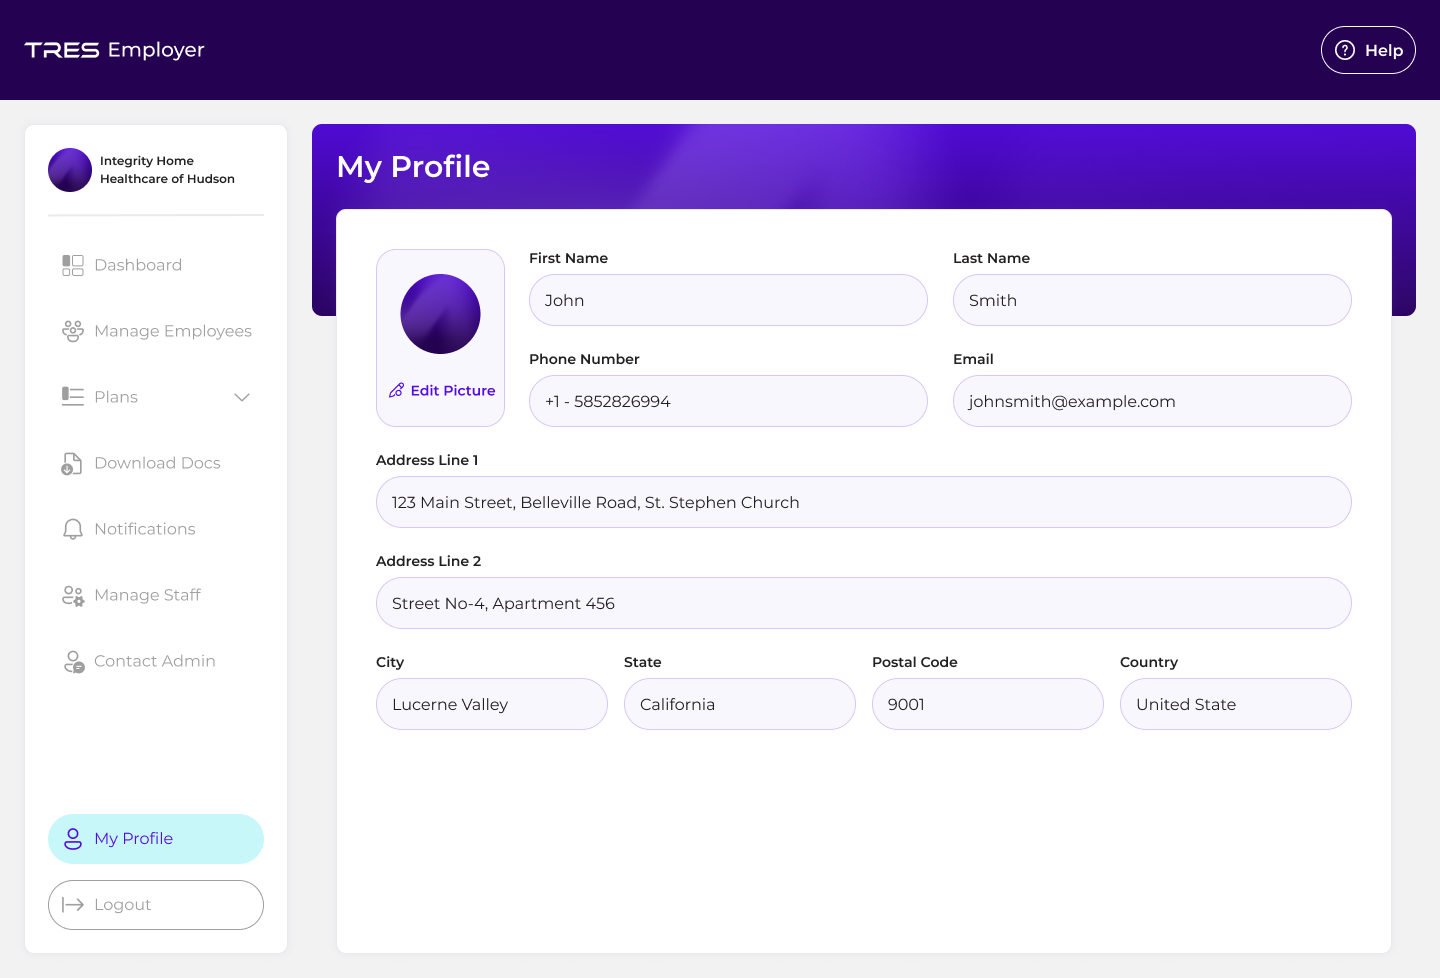 TRES Employer
Help
Integrity Home
Healthcare of Hudson
Dashboard
Manage Employees
Plans
Download Docs
Notifications
Manage Staff
Contact Admin
My Profile
Logout
My Profile
Edit Picture
First Name
John
Last Name
Smith
Phone Number
+1 - 5852826994
Email
johnsmith@example.com
Address Line 1
123 Main Street, Belleville Road, St. Stephen Church
Address Line 2
Street No-4, Apartment 456
City
Lucerne Valley
State
California
Postal Code
9001
Country
United State